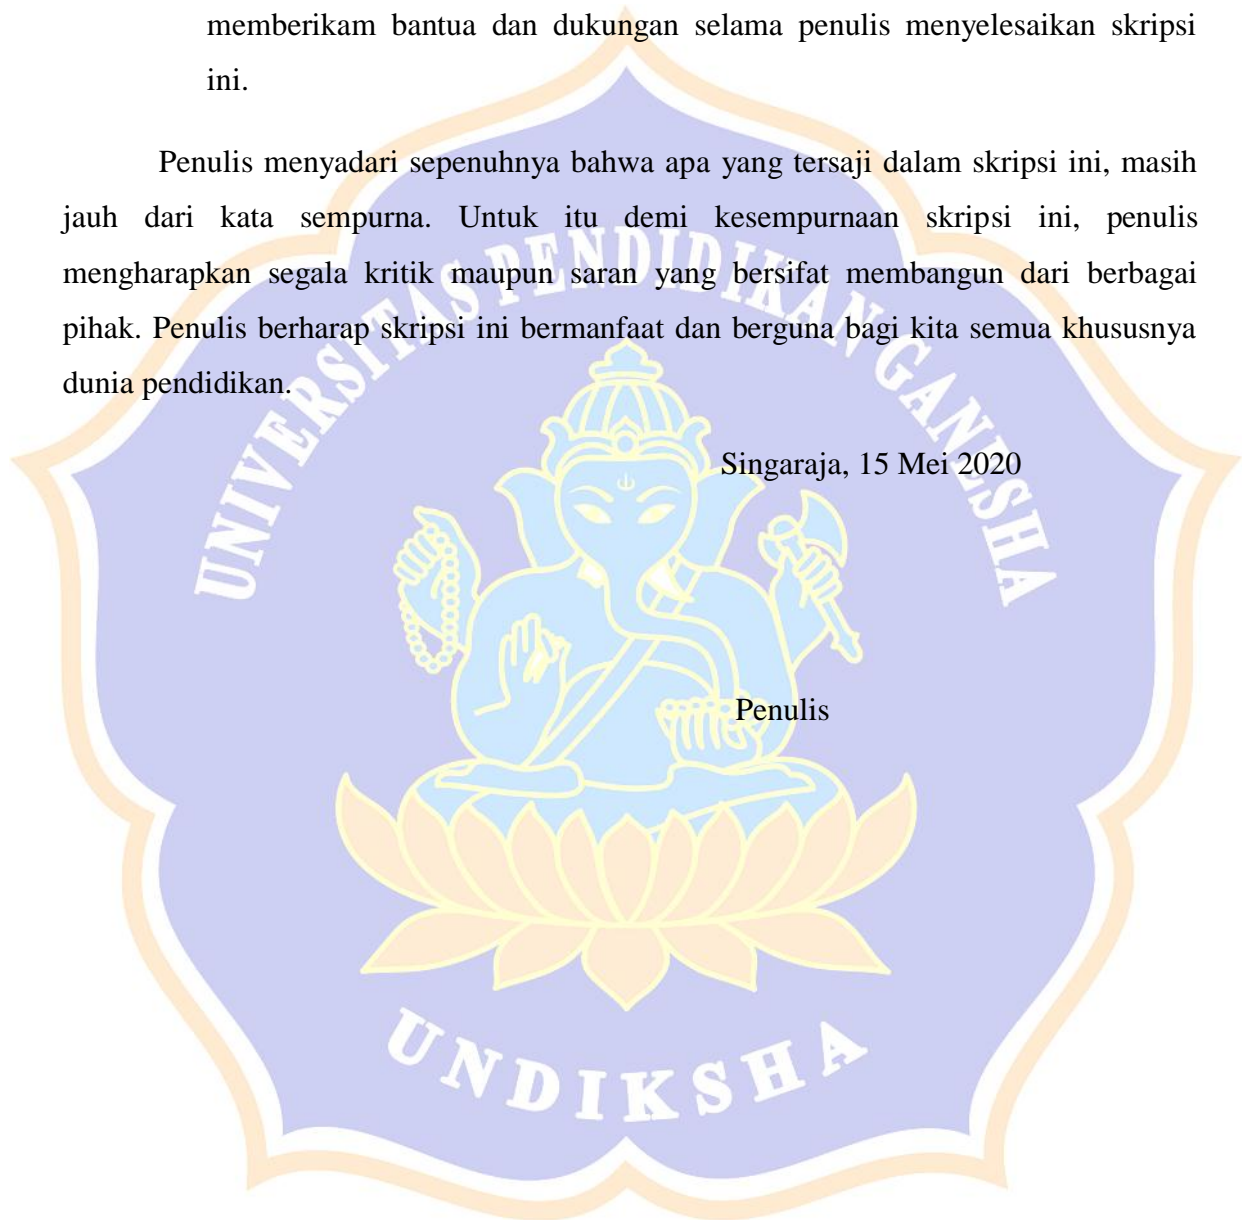 memberikam bantua dan dukungan selama penulis menyelesaikan skripsi
ini.
Penulis menyadari sepenuhnya bahwa apa yang tersaji dalam skripsi ini, masih
jauh dari kata sempurna. Untuk itu demi kesempurnaan skripsi ini, penulis
mengharapkan segala kritik maupun saran yang bersifat membangun dari berbagai
pihak. Penulis berharap skripsi ini bermanfaat dan berguna bagi kita semua khususnya
dunia pendidikan.
Singaraja, 15 Mei 2020
Penulis
UNIVERSITAS PENDIDIKAN GANESHA
UNDIKSHA